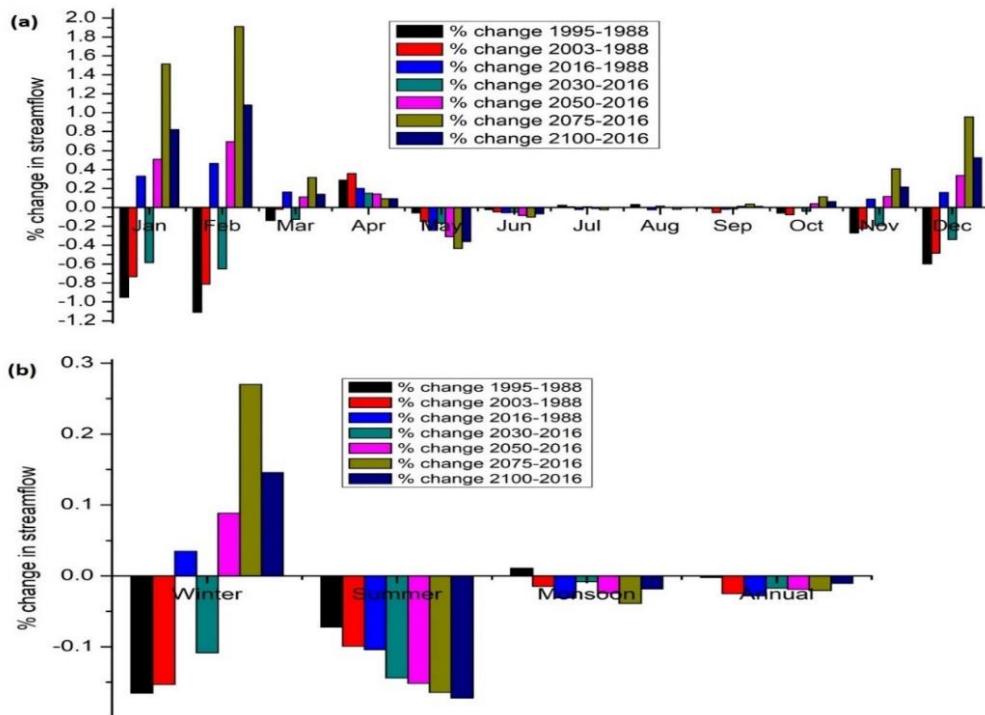 (a)
% change in streamflow
2.0
1.8
1.6
1.4
1.2
1.0
0.8
0.6
0.4
0.2
0.0
-0.2
-0.4
-0.6
-0.8
-1.0
-1.2
% change 1995-1988
% change 2003-1988
% change 2016-1988
% change 2030-2016
% change 2050-2016
% change 2075-2016
% change 2100-2016
Jan Feb Mar Apr May Jun Jul Aug Sep Oct Nov Dec
(b)
% change in streamflow
0.3
0.2
0.1
0.0
-0.1
% change 1995-1988
% change 2003-1988
% change 2016-1988
% change 2030-2016
% change 2050-2016
% change 2075-2016
% change 2100-2016
Winter Summer Monsoon Annual